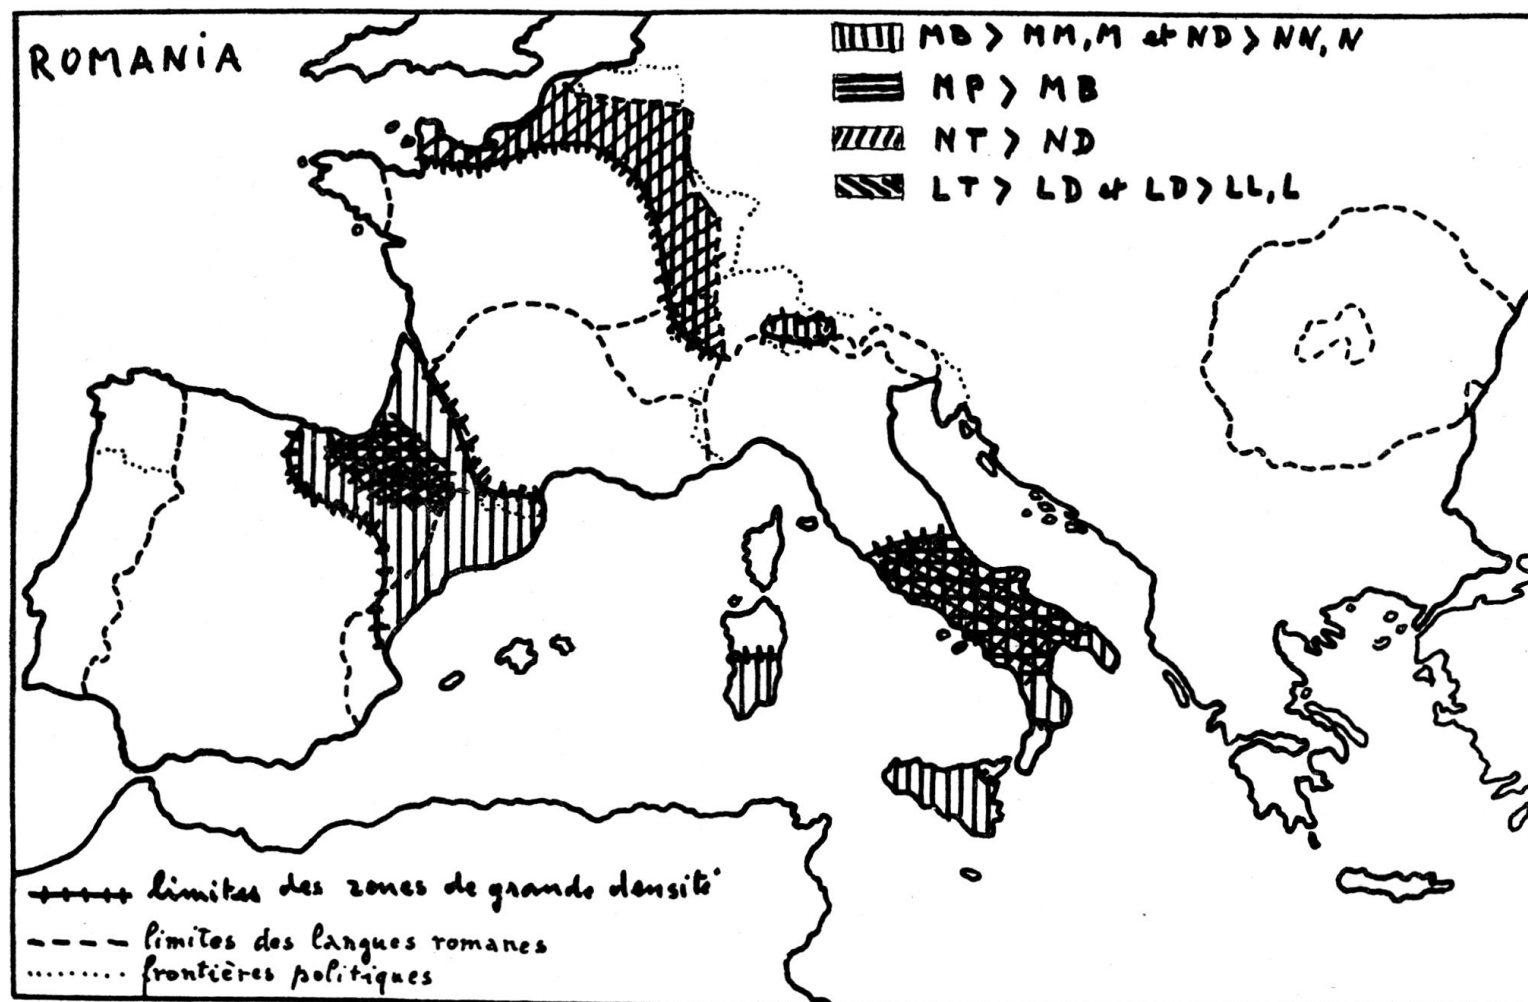 ROMANIA
MB > MM, M et ND > NN, N
MP > MB
NT > ND
LT > LD et LD > LL, L
limites des zones de grande densité
limites des langues romanes
frontières politiques